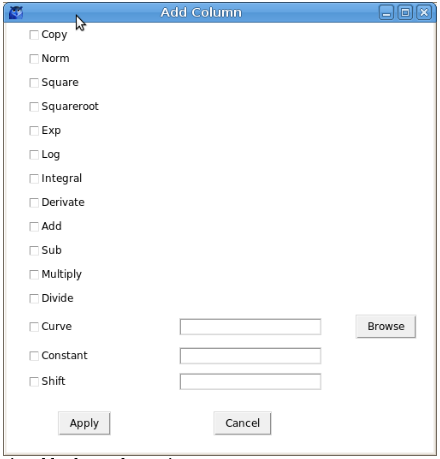 Add Column
Copy
Norm
Square
Squareroot
Exp
Log
Integral
Derivate
Add
Sub
Multiply
Divide
Curve Browse
Constant
Shift
Apply Cancel